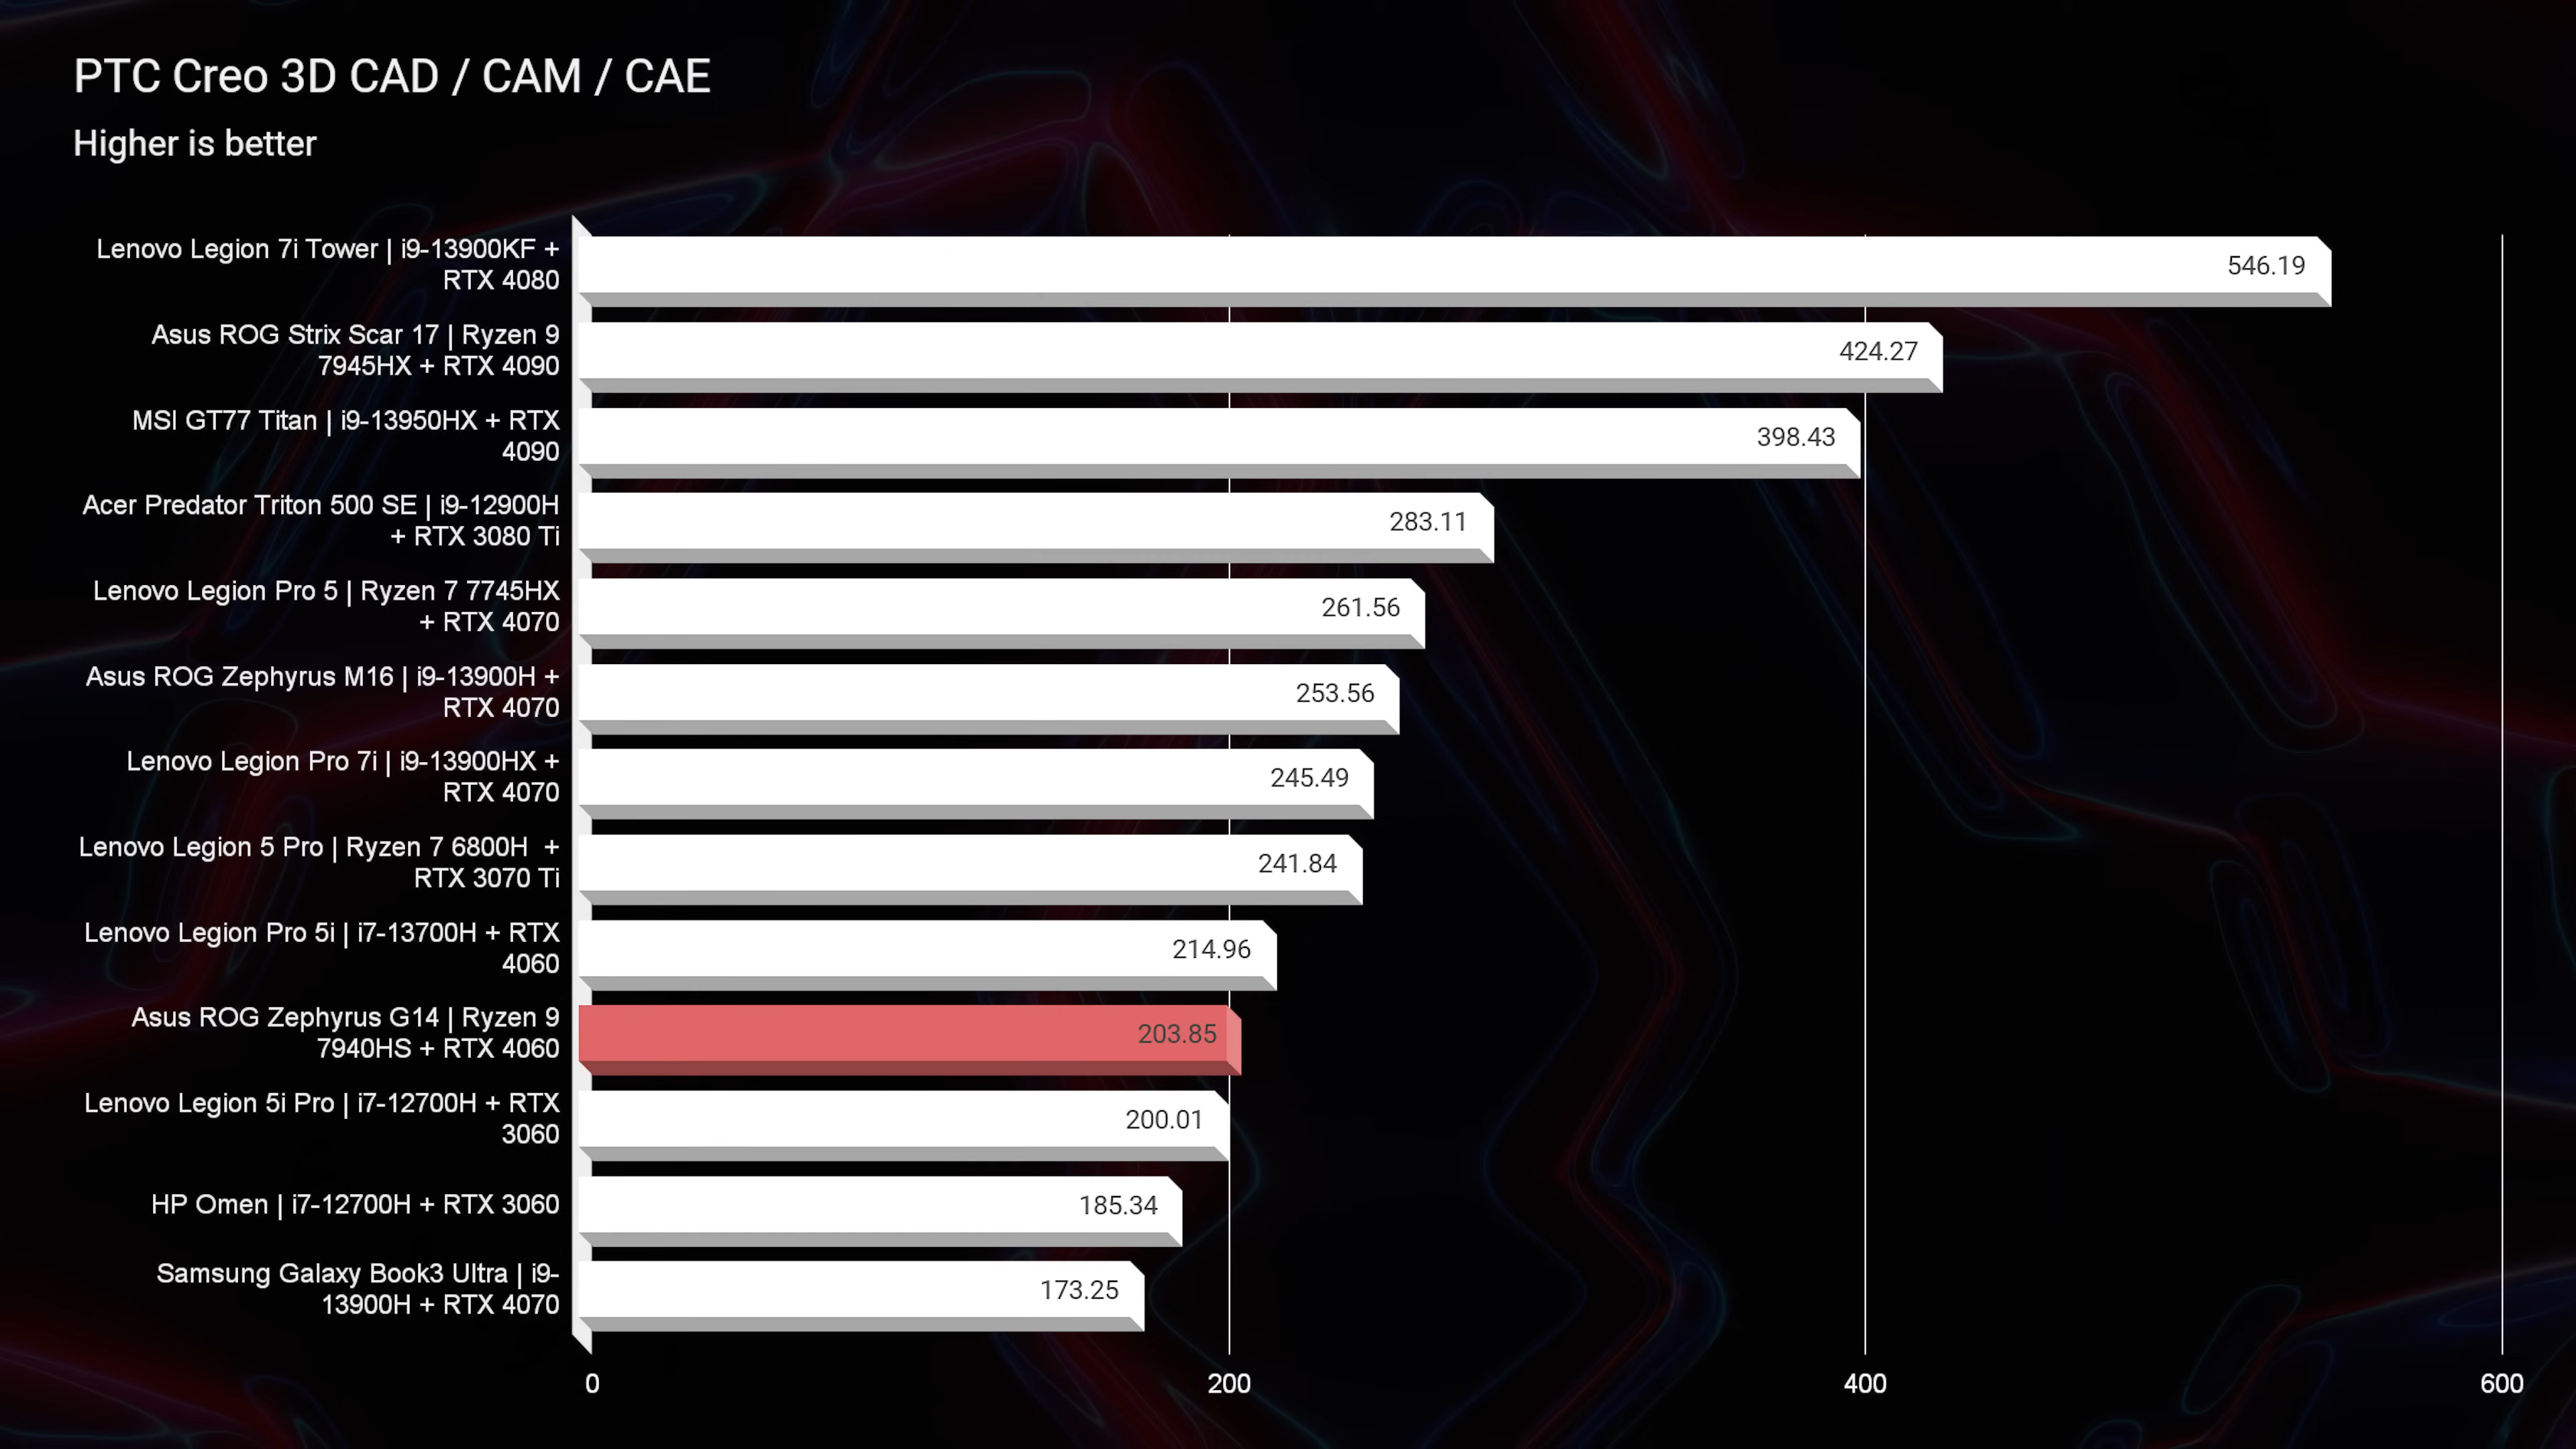 PTC Creo 3D CAD / CAM / CAE
Higher is better
Lenovo Legion 7i Tower | i9-13900KF +
RTX 4080
546.19
Asus ROG Strix Scar 17 | Ryzen 9
7945HX + RTX 4090
424.27
MSI GT77 Titan | i9-13950HX + RTX
4090
398.43
Acer Predator Triton 500 SE | i9-12900H
+ RTX 3080 Ti
283.11
Lenovo Legion Pro 5 | Ryzen 7 7745HX
+ RTX 4070
261.56
Asus ROG Zephyrus M16 | i9-13900H +
RTX 4070
253.56
Lenovo Legion Pro 7i | i9-13900HX +
RTX 4070
245.49
Lenovo Legion 5 Pro | Ryzen 7 6800H  +
RTX 3070 Ti
241.84
Lenovo Legion Pro 5i | i7-13700H + RTX
4060
214.96
Asus ROG Zephyrus G14 | Ryzen 9
7940HS + RTX 4060
203.85
Lenovo Legion 5i Pro | i7-12700H + RTX
3060
200.01
HP Omen | i7-12700H + RTX 3060
185.34
Samsung Galaxy Book3 Ultra | i9-
13900H + RTX 4070
173.25
0
200
400
600